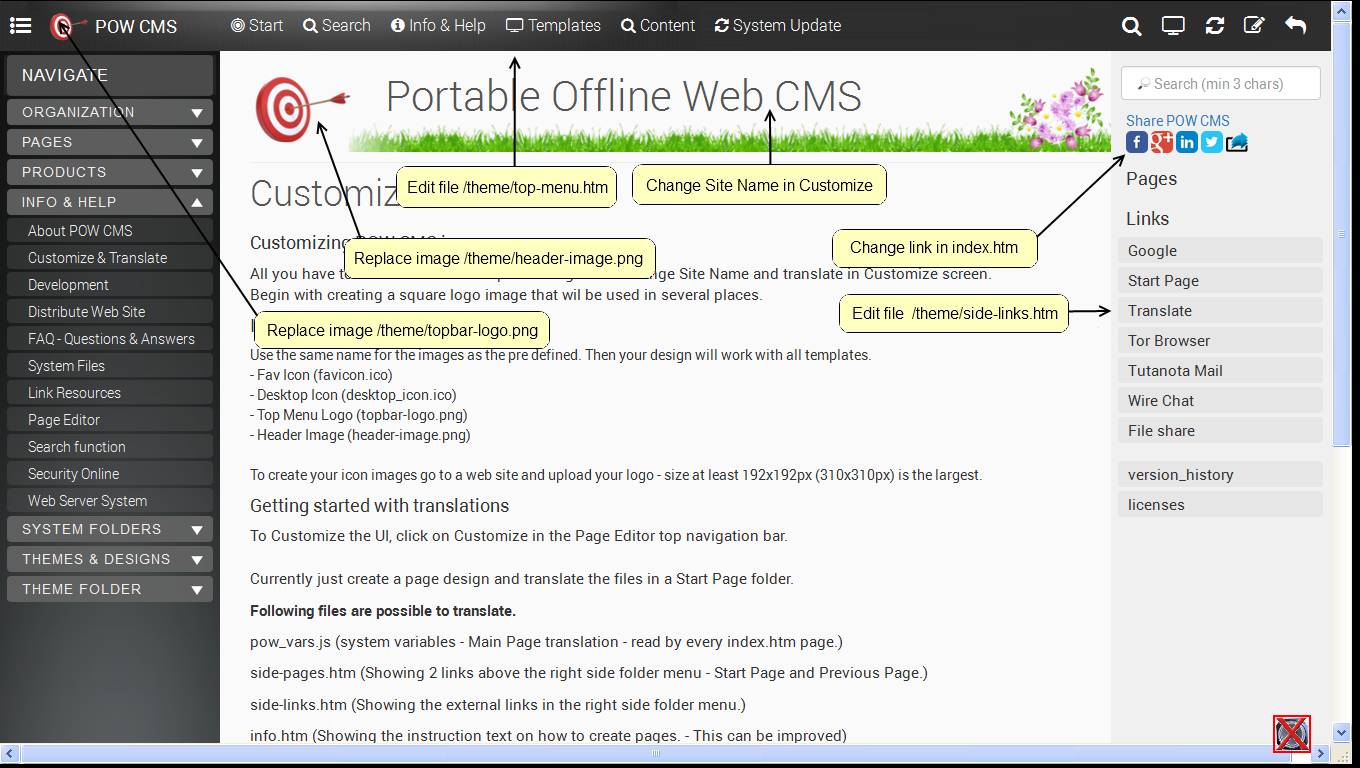 POW CMS
Start
Search
Info & Help
Templates
Content
System Update
NAVIGATE
ORGANIZATION
PAGES
PRODUCTS
INFO & HELP
About POW CMS
Customize & Translate
Development
Distribute Web Site
FAQ - Questions & Answers
System Files
Link Resources
Page Editor
Search function
Security Online
Web Server System
SYSTEM FOLDERS
THEMES & DESIGNS
THEME FOLDER
Portable Offline Web CMS
Edit file /theme/top-menu.htm
Change Site Name in Customize
Replace image /theme/header-image.png
Change link in index.htm
Replace image /theme/topbar-logo.png
Edit file /theme/side-links.htm
Customizing
All you have to
nge Site Name and translate in Customize screen.
Begin with creating a square logo image that wil be used in several places.
Use the same name for the images as the pre defined. Then your design will work with all templates.
- Fav Icon (favicon.ico)
- Desktop Icon (desktop_icon.ico)
- Top Menu Logo (topbar-logo.png)
- Header Image (header-image.png)
To create your icon images go to a web site and upload your logo - size at least 192x192px (310x310px) is the largest.
Getting started with translations
To Customize the UI, click on Customize in the Page Editor top navigation bar.
Currently just create a page design and translate the files in a Start Page folder.
Following files are possible to translate.
pow_vars.js (system variables - Main Page translation - read by every index.htm page.)
side-pages.htm (Showing 2 links above the right side folder menu - Start Page and Previous Page.)
side-links.htm (Showing the external links in the right side folder menu.)
info.htm (Showing the instruction text on how to create pages. - This can be improved)
Search (min 3 chars)
Share POW CMS
Pages
Links
Google
Start Page
Translate
Tor Browser
Tutanota Mail
Wire Chat
File share
version_history
licenses